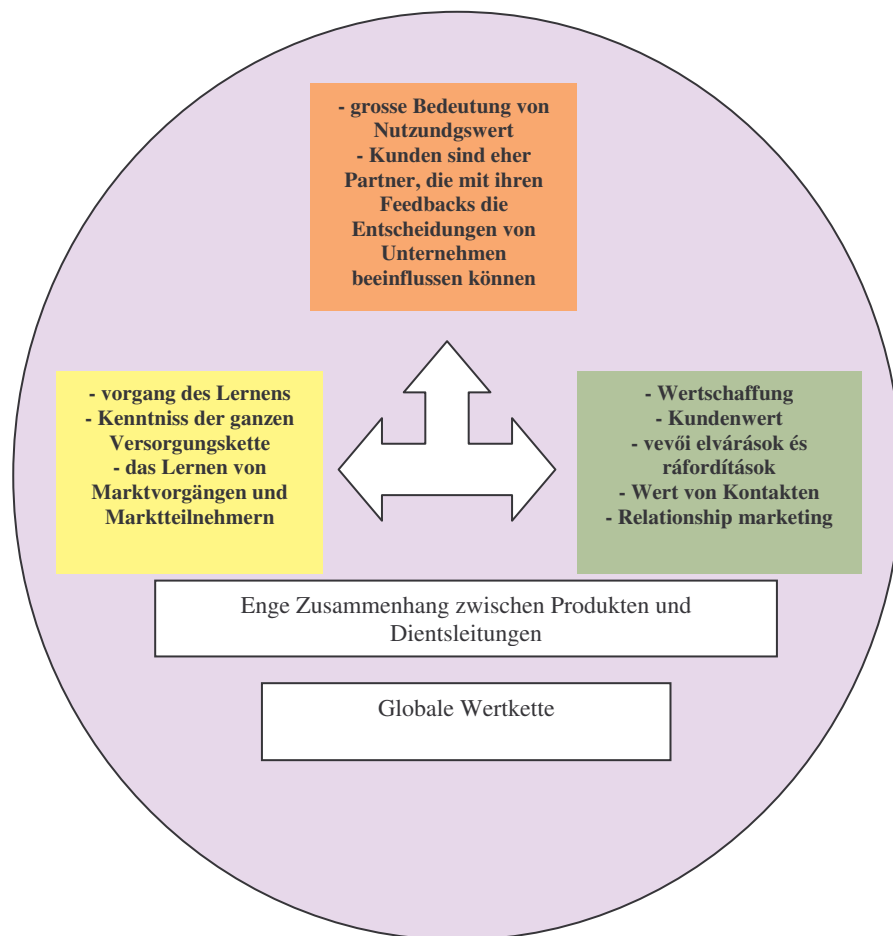 - grosse Bedeutung von
Nutzundgswert
- Kunden sind eher
Partner, die mit ihren
Feedbacks die
Entscheidungen von
Unternehmen
beeinflussen können
- vorgang des Lernens
- Kenntniss der ganzen
Versorgungskette
- das Lernen von
Marktvorgängen und
Marktteilnehmern
- Wertschaffung
- Kundenwert
- vevői elvárások és
ráfordítások
- Wert von Kontakten
- Relationship marketing
Enge Zusammenhang zwischen Produkten und
Dientsleitungen
Globale Wertkette